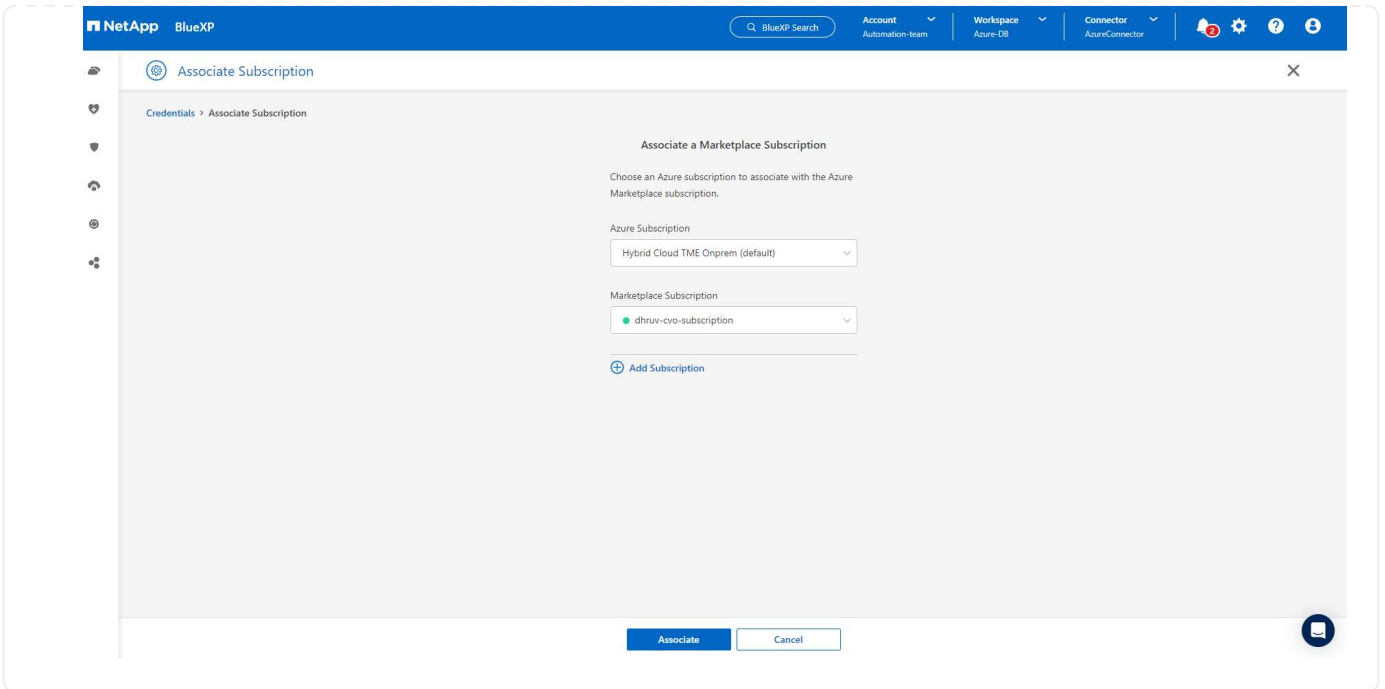 NetApp BlueXP
BlueXP Search
Account
Automation-team
Workspace
Azure-DB
Connector
AzureConnector
2
Associate Subscription
Credentials › Associate Subscription
Associate a Marketplace Subscription
Choose an Azure subscription to associate with the Azure
Marketplace subscription.
Azure Subscription
Hybrid Cloud TME Onprem (default)
Marketplace Subscription
dhruv-cvo-subscription
Add Subscription
Associate
Cancel